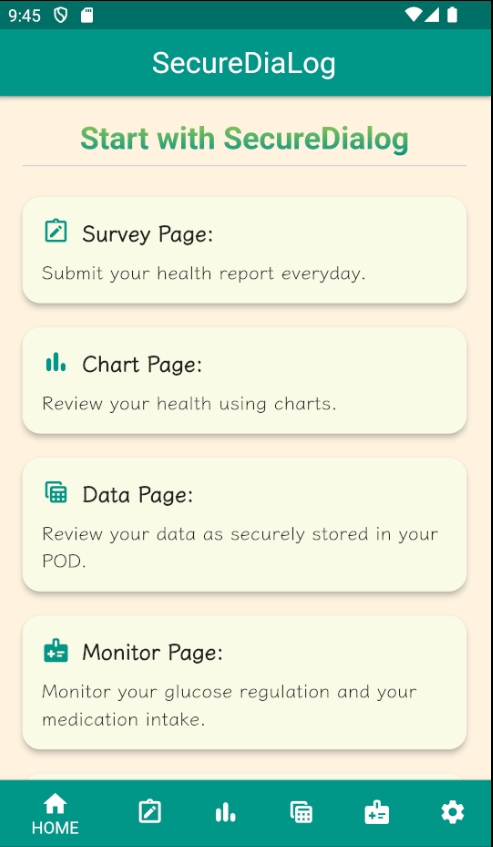 9:45
SecureDiaLog
Start with SecureDialog
Survey Page:
Submit your health report everyday.
Chart Page:
Review your health using charts.
Data Page:
Review your data as securely stored in your
POD.
Monitor Page:
Monitor your glucose regulation and your
medication intake.
HOME